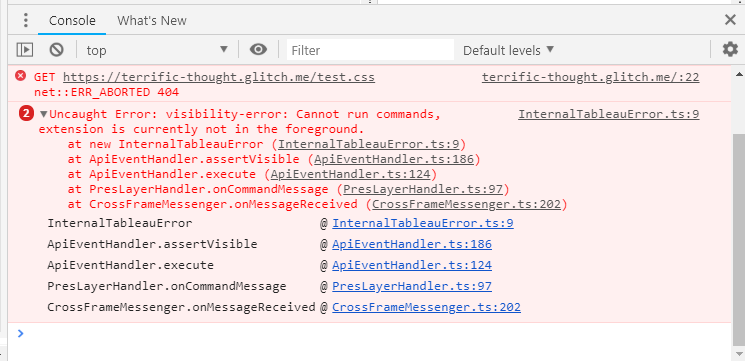 Console What's New
top Filter Default levels
GET https://terrific-thought.glitch.me/test.css terrific-thought.glitch.me/:22
net::ERR_ABORTED 404
2 Uncaught Error: visibility-error: Cannot run commands, InternalTableauError.ts:9
extension is currently not in the foreground.
at new InternalTableauError (InternalTableauError.ts:9)
at ApiEventHandler.assertVisible (ApiEventHandler.ts:186)
at ApiEventHandler.execute (ApiEventHandler.ts:124)
at PresLayerHandler.onCommandMessage (PresLayerHandler.ts:97)
at CrossFrameMessenger.onMessageReceived (CrossFrameMessenger.ts:202)
InternalTableauError @ InternalTableauError.ts:9
ApiEventHandler.assertVisible @ ApiEventHandler.ts:186
ApiEventHandler.execute @ ApiEventHandler.ts:124
PresLayerHandler.onCommandMessage @ PresLayerHandler.ts:97
CrossFrameMessenger.onMessageReceived @ CrossFrameMessenger.ts:202